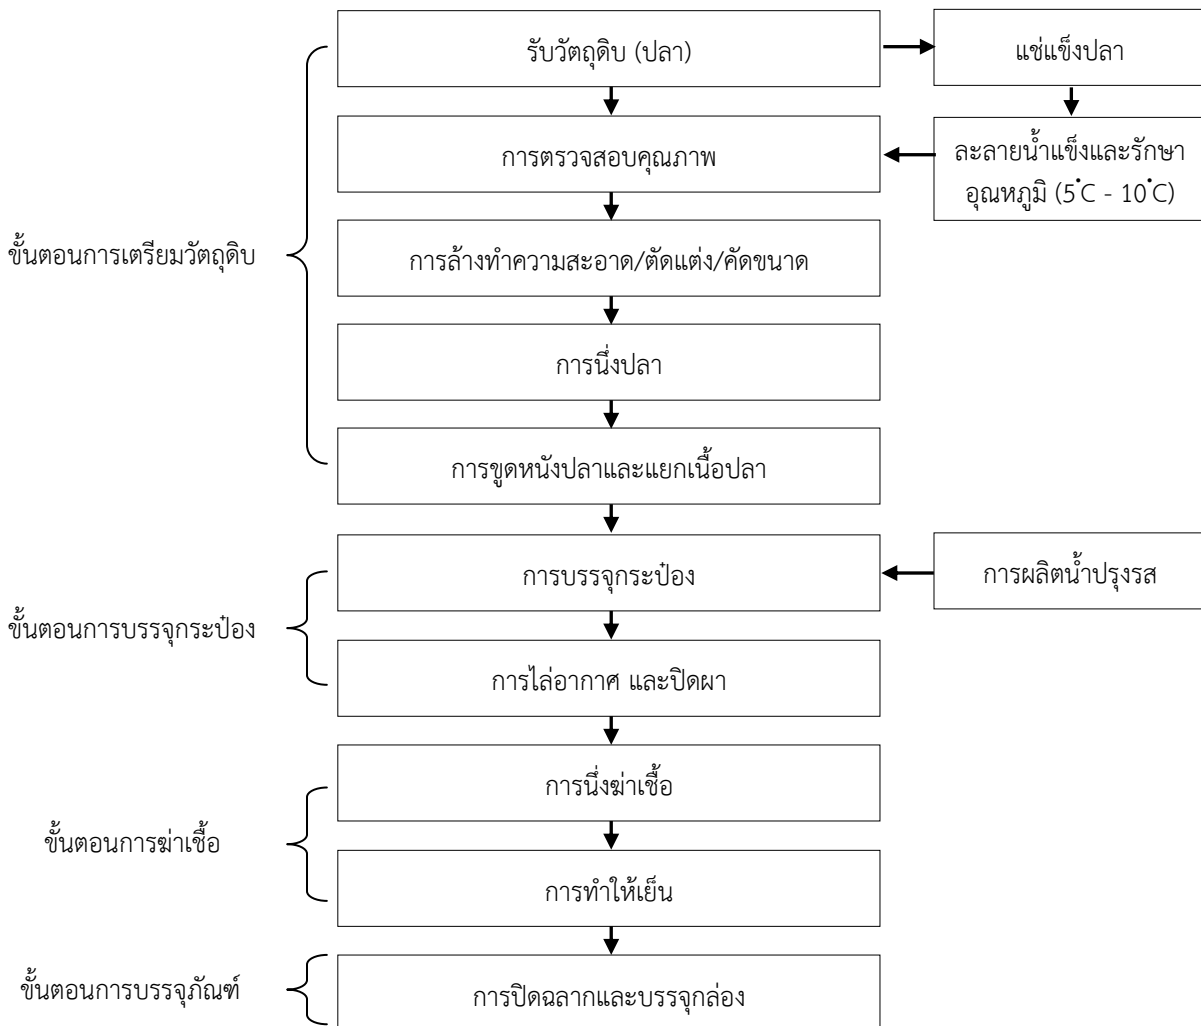 รับวัตถุดิบ (ปลา)
แช่แข็งปลา
การตรวจสอบคุณภาพ
ละลายน้ำแข็งและรักษา
อุณหภูมิ (5°C - 10°C)
ขั้นตอนการเตรียมวัตถุดิบ
การล้างทำความสะอาด/ตัดแต่ง/คัดขนาด
การนึ่งปลา
การขูดหนังปลาและแยกเนื้อปลา
ขั้นตอนการบรรจุกระป๋อง
การบรรจุกระป๋อง
การผลิตน้ำปรุงรส
การไล่อากาศ และปิดฝา
ขั้นตอนการฆ่าเชื้อ
การนึ่งฆ่าเชื้อ
การทำให้เย็น
ขั้นตอนการบรรจุภัณฑ์
การปิดฉลากและบรรจุกล่อง